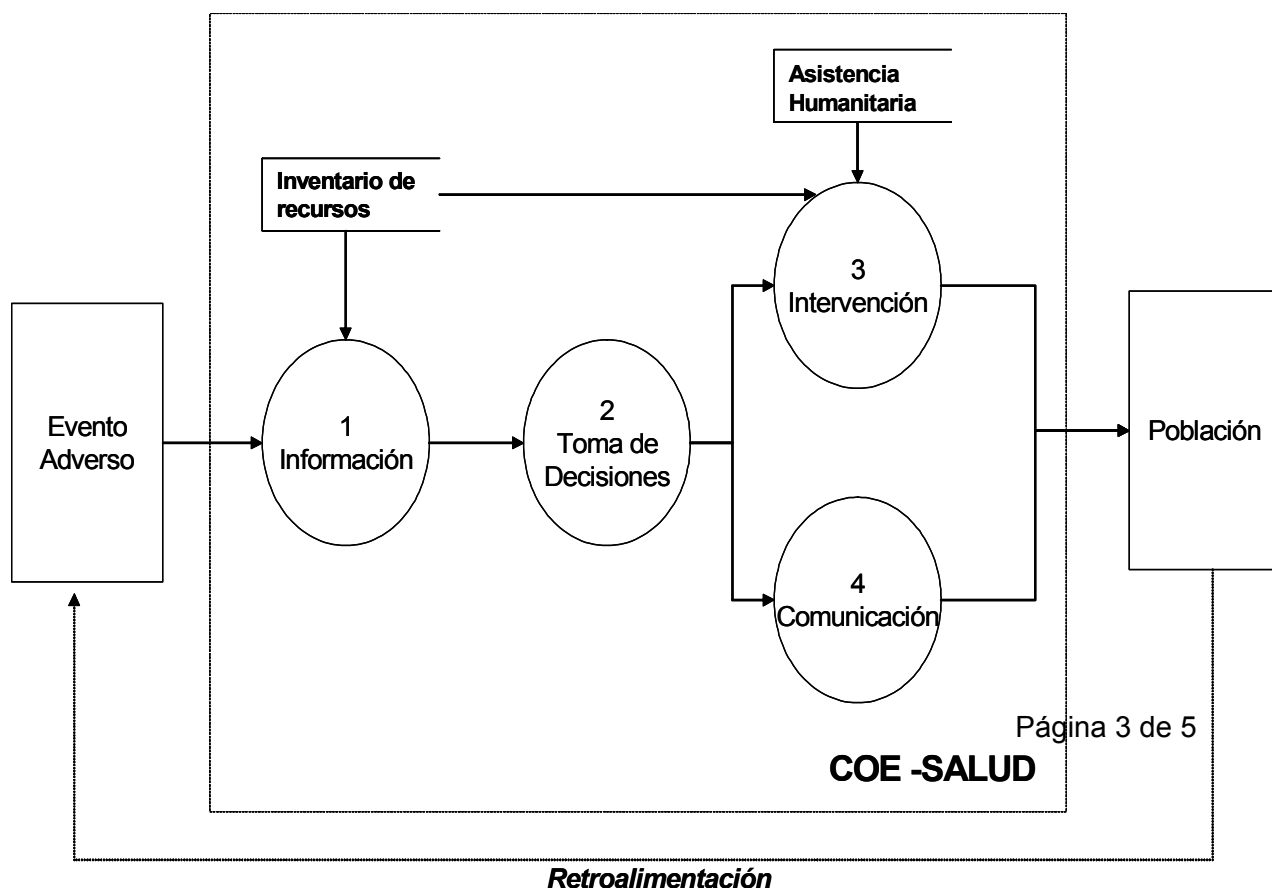 Asistencia
Humanitaria
Inventario de
recursos
3
Intervención
Evento
Adverso
1
Información
2
Toma de
Decisiones
Población
4
Comunicación
Página 3 de 5
COE -SALUD
Retroalimentación